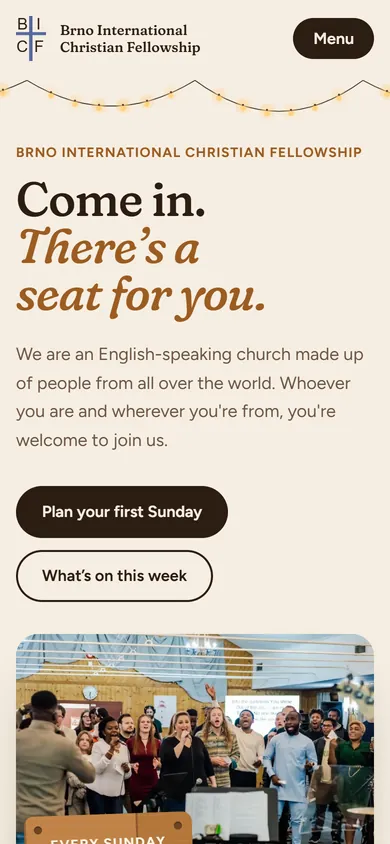 B I
C F
Brno International
Christian Fellowship
Menu
BRNO INTERNATIONAL CHRISTIAN FELLOWSHIP
Come in.
There's a
seat for you.
We are an English-speaking church made up
of people from all over the world. Whoever
you are and wherever you're from, you're
welcome to join us.
Plan your first Sunday
What's on this week
EVERY SUNDAY